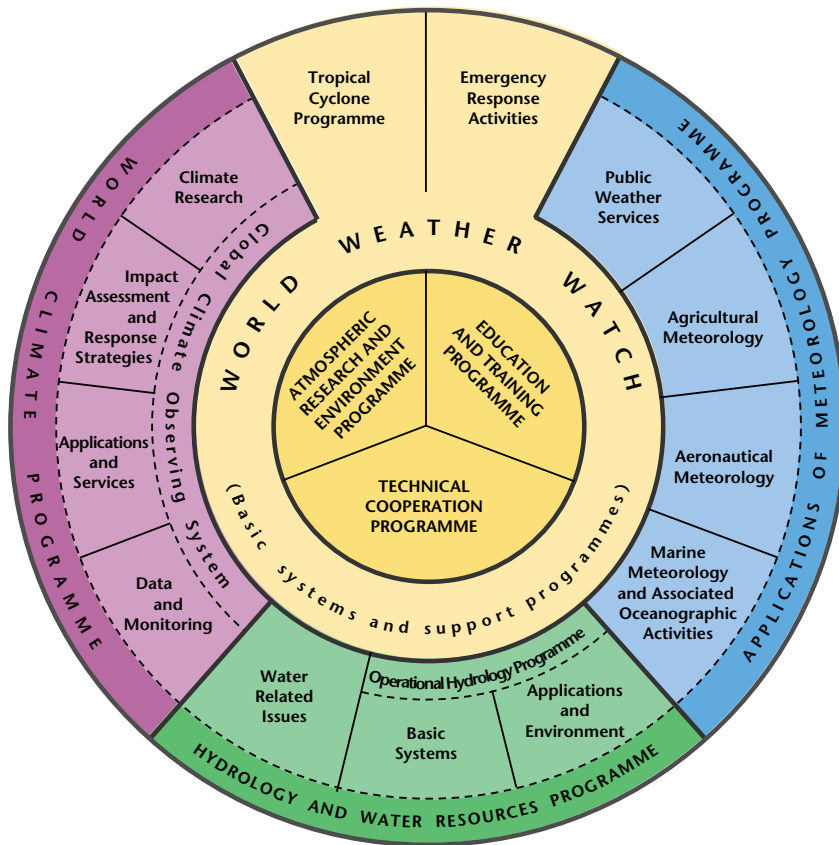 Tropical
Cyclone
Programme
Emergency
Response
Activities
WORLD CLIMATE PROGRAMME
Climate
Research
Impact
Assessment and
Response
Strategies
Applications
and
Services
Data
and
Monitoring
Global Climate Observing System
APPLICATIONS OF METEOROLOGY PROGRAMME
Public
Weather
Services
Agricultural
Meteorology
Aeronautical
Meteorology
Marine
Meteorology
and Associated
Oceanographic
Activities
WORLD WEATHER WATCH
(Basic systems and support programmes)
ATMOSPHERIC
RESEARCH AND
ENVIRONMENT
PROGRAMME
EDUCATION
AND TRAINING
PROGRAMME
TECHNICAL
COOPERATION
PROGRAMME
Operational Hydrology Programme
Water
Related
Issues
Basic
Systems
Applications
and
Environment
HYDROLOGY AND WATER RESOURCES PROGRAMME